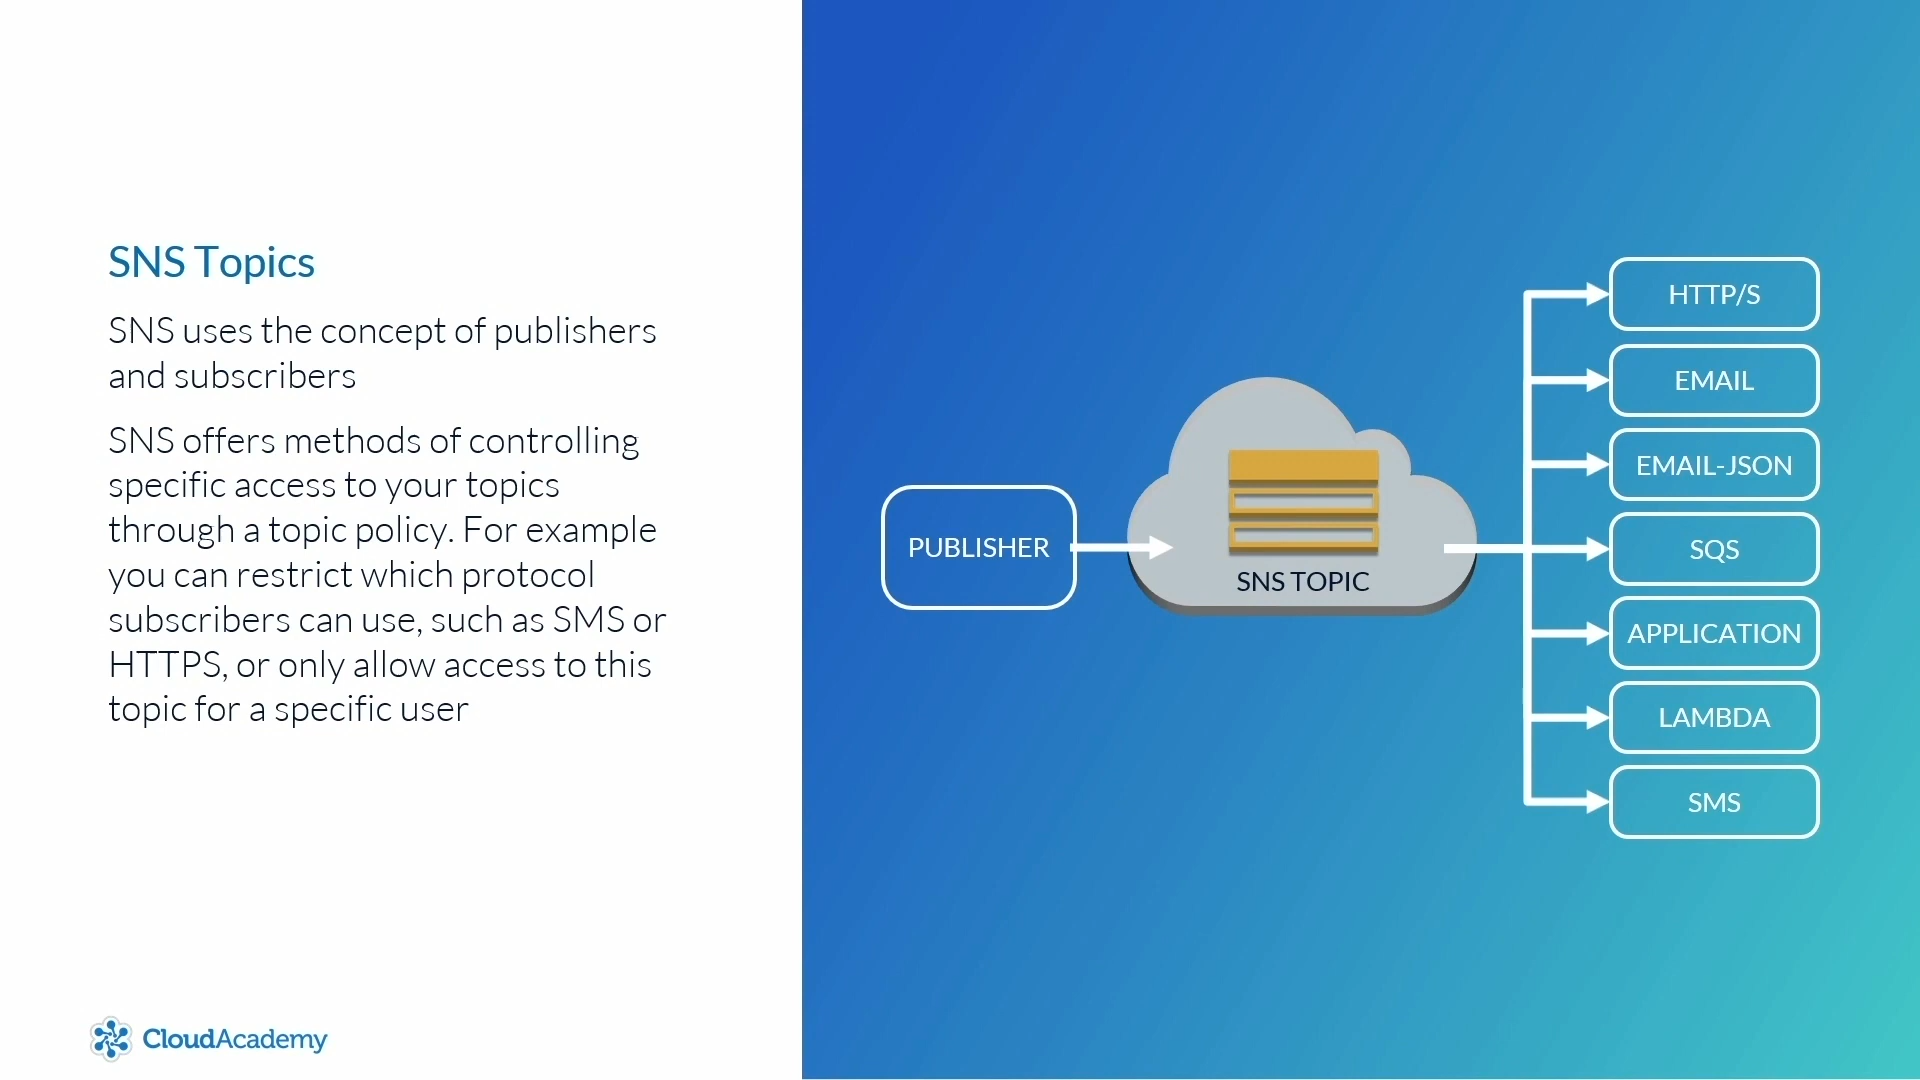 SNS Topics
SNS uses the concept of publishers
and subscribers
SNS offers methods of controlling
specific access to your topics
through a topic policy. For example
you can restrict which protocol
subscribers can use, such as SMS or
HTTPS, or only allow access to this
topic for a specific user
CloudAcademy
PUBLISHER
SNS TOPIC
HTTP/S
EMAIL
EMAIL-JSON
SQS
APPLICATION
LAMBDA
SMS